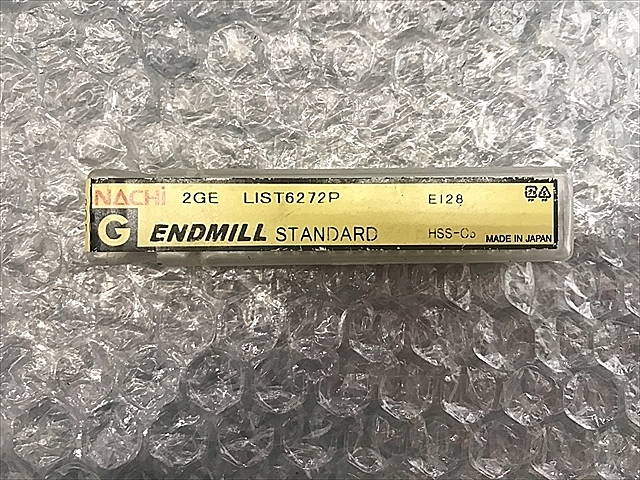 NACHi 2GE LIST6272P E128
G ENDMILL STANDARD HSS-Co MADE IN JAPAN